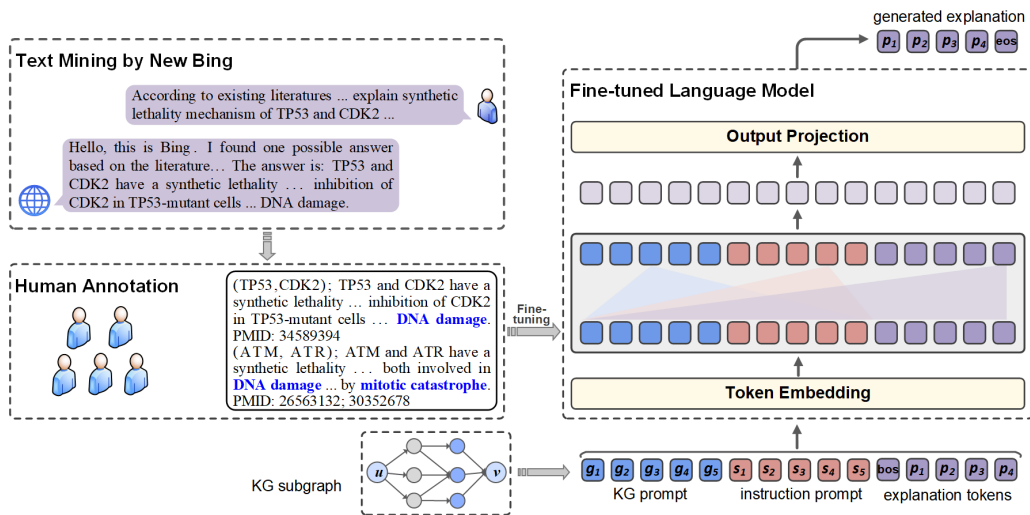 generated explanation
p1 p2 p3 p4 eos
Text Mining by New Bing
According to existing literatures ... explain synthetic
lethality mechanism of TP53 and CDK2 ...
Hello, this is Bing. I found one possible answer
based on the literature... The answer is: TP53 and
CDK2 have a synthetic lethality ... inhibition of
CDK2 in TP53-mutant cells ... DNA damage.
Human Annotation
(TP53,CDK2); TP53 and CDK2 have a
synthetic lethality ... inhibition of CDK2
in TP53-mutant cells ... DNA damage.
PMID: 34589394
(ATM, ATR); ATM and ATR have a
synthetic lethality ... both involved in
DNA damage ... by mitotic catastrophe.
PMID: 26563132; 30352678
Fine-
tuning
Fine-tuned Language Model
Output Projection
Token Embedding
KG subgraph
u v
g1 g2 g3 g4 g5 s1 s2 s3 s4 s5 bos p1 p2 p3 p4
KG prompt instruction prompt explanation tokens